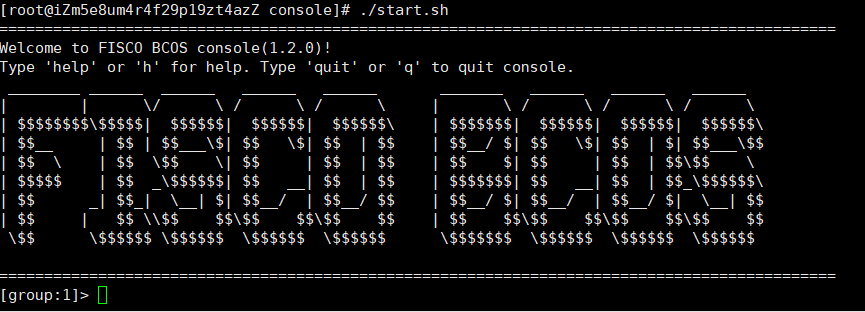 [root@iZm5e8um4r4f29p19zt4azZ console]# ./start.sh
=============================================================================================
Welcome to FISCO BCOS console(1.2.0)!
Type 'help' or 'h' for help. Type 'quit' or 'q' to quit console.
 ________ ______  ______   ______   ______       _______   ______   ______   ______
|        |      \/      \ /      \ /      \     |       \ /      \ /      \ /      \
| $$$$$$$$\$$$$$|  $$$$$$|  $$$$$$|  $$$$$$\    | $$$$$$$|  $$$$$$|  $$$$$$|  $$$$$$\
| $$__     | $$ | $$___\$| $$   \$| $$  | $$    | $$__/ $| $$   \$| $$  | $| $$___\$$
| $$  \    | $$  \$$    \| $$     | $$  | $$    | $$    $| $$     | $$  | $$\$$    \
| $$$$$    | $$  _\$$$$$$| $$   __| $$  | $$    | $$$$$$$| $$   __| $$  | $$_\$$$$$$\
| $$      _| $$_|  \__| $| $$__/  | $$__/ $$    | $$__/ $| $$__/  | $$__/ $|  \__| $$
| $$     |   $$ \\$$    $$\$$    $$\$$    $$    | $$    $$\$$    $$\$$    $$\$$    $$
 \$$      \$$$$$$ \$$$$$$  \$$$$$$  \$$$$$$      \$$$$$$$  \$$$$$$  \$$$$$$  \$$$$$$
=============================================================================================
[group:1]>